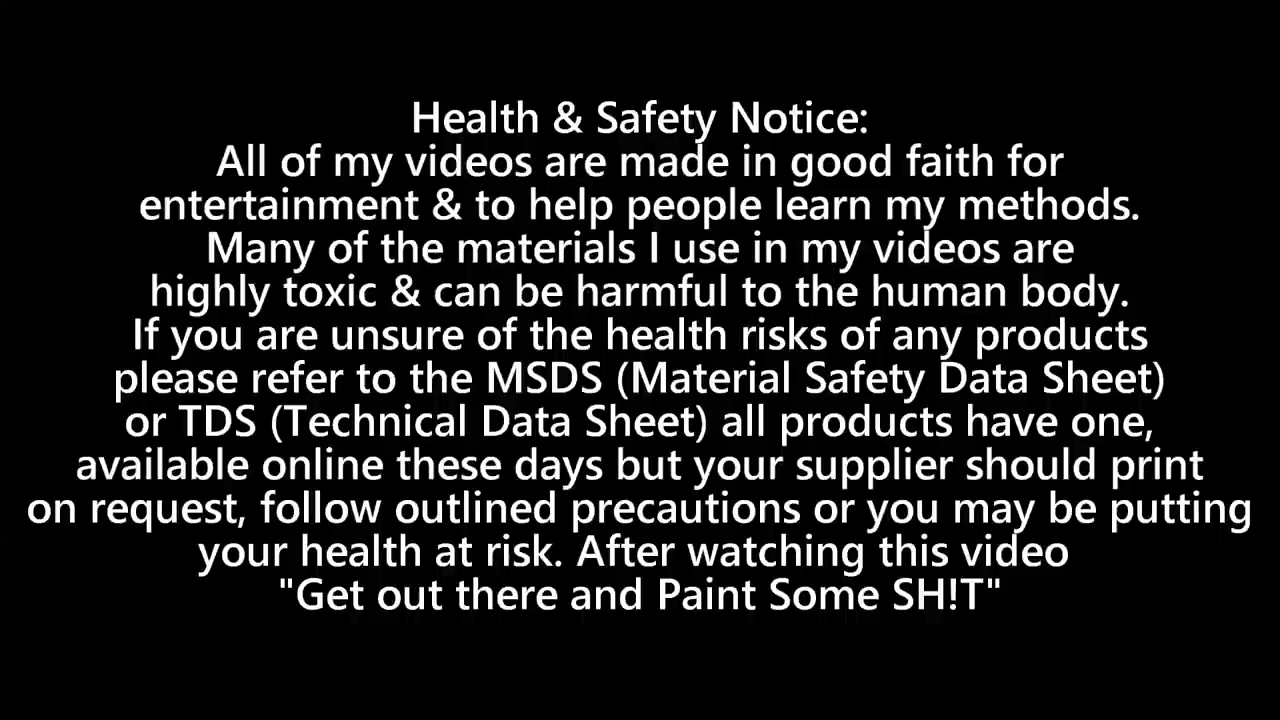 Health & Safety Notice:
All of my videos are made in good faith for
entertainment & to help people learn my methods.
Many of the materials I use in my videos are
highly toxic & can be harmful to the human body.
If you are unsure of the health risks of any products
please refer to the MSDS (Material Safety Data Sheet)
or TDS (Technical Data Sheet) all products have one,
available online these days but your supplier should print
on request, follow outlined precautions or you may be putting
your health at risk. After watching this video
"Get out there and Paint Some SH!T"